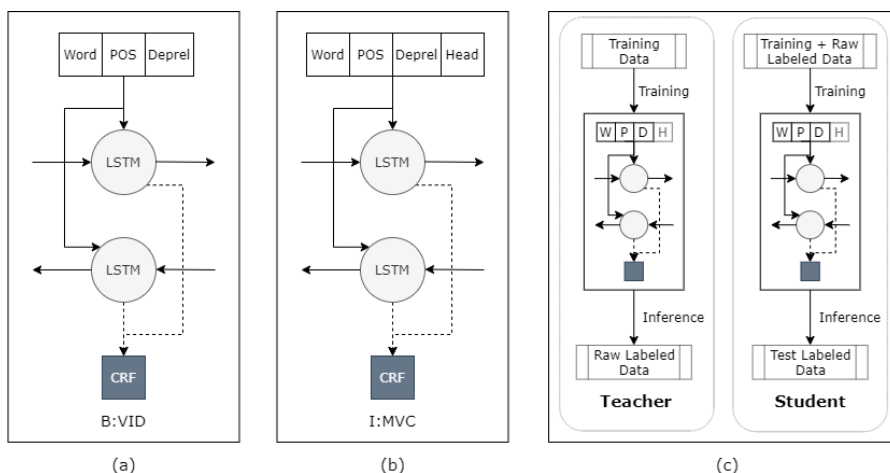 Word POS Deprel
LSTM
LSTM
CRF
B:VID
(a)
Word POS Deprel Head
LSTM
LSTM
CRF
I:MVC
(b)
Training
Data
Training
W P D H
Inference
Raw Labeled
Data
Teacher
Training + Raw
Labeled Data
Training
W P D H
Inference
Test Labeled
Data
Student
(c)